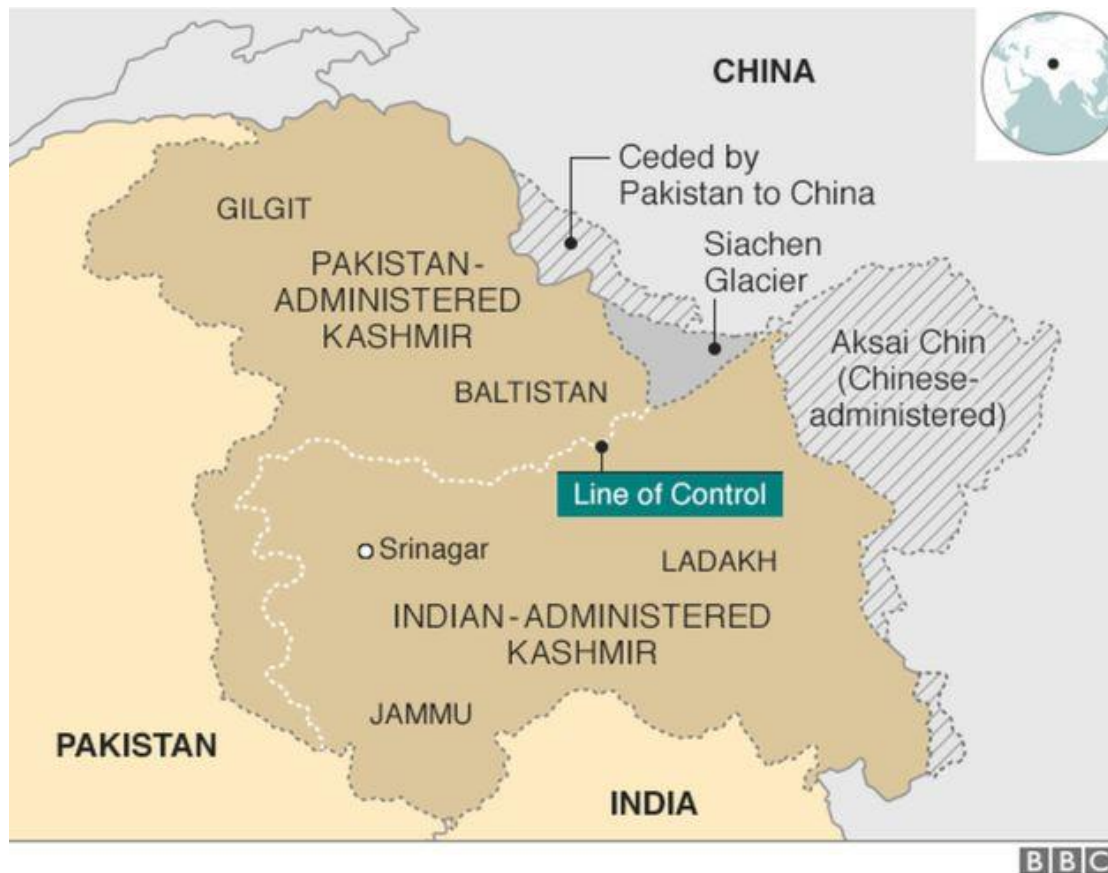 CHINA
Ceded by
Pakistan to China
Siachen
Glacier
GILGIT
PAKISTAN-
ADMINISTERED
KASHMIR
Aksai Chin
(Chinese-
administered)
BALTISTAN
Line of Control
Srinagar
LADAKH
INDIAN-ADMINISTERED
KASHMIR
JAMMU
PAKISTAN
INDIA
BBC